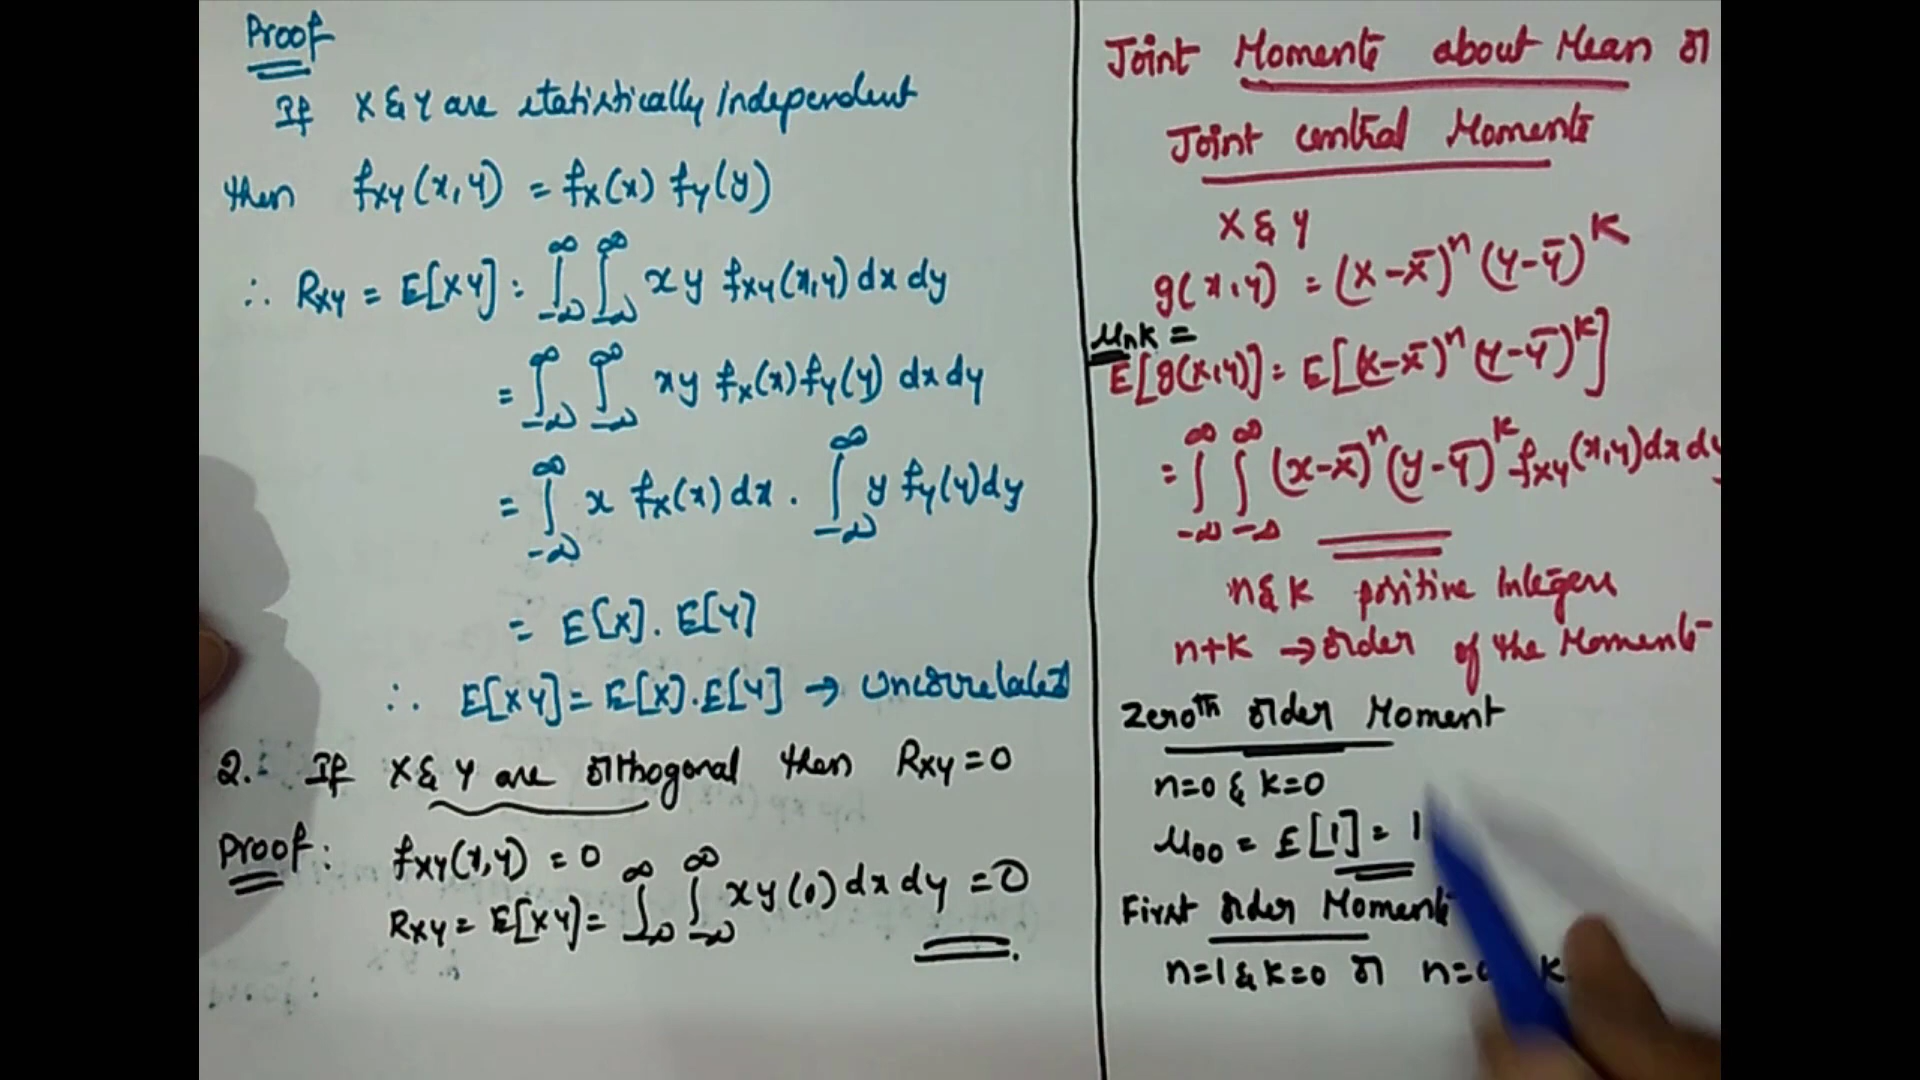 Proof
If X & Y are statistically independent
then fxy(x,y) = fx(x) fy(y)
∴ Rxy = E[XY] = ∫_{-∞}^{∞} ∫_{-∞}^{∞} xy fxy(x,y) dx dy
= ∫_{-∞}^{∞} ∫_{-∞}^{∞} xy fx(x) fy(y) dx dy
= ∫_{-∞}^{∞} x fx(x) dx . ∫_{-∞}^{∞} y fy(y) dy
= E[X]. E[Y]
∴ E[XY] = E[X].E[Y] → uncorrelated
2. If X & Y are orthogonal then Rxy = 0
Proof: fxy(x,y) = 0
Rxy = E[XY] = ∫_{-∞}^{∞} ∫_{-∞}^{∞} xy (0) dx dy = 0
Joint Moments about Mean or
Joint central Moments
X & Y
g(x,y) = (X-X̄)^n (Y-Ȳ)^K
μnk =
E[g(x,y)] = E[(X-X̄)^n (Y-Ȳ)^K]
= ∫_{-∞}^{∞} ∫_{-∞}^{∞} (x-X̄)^n (y-Ȳ)^K fxy(x,y) dx dy
n & K positive Integers
n+K → order of the Moments
Zeroth order Moment
n=0 & K=0
μ00 = E[1] = 1
First order Moments
n=1 & K=0 or n=0 K